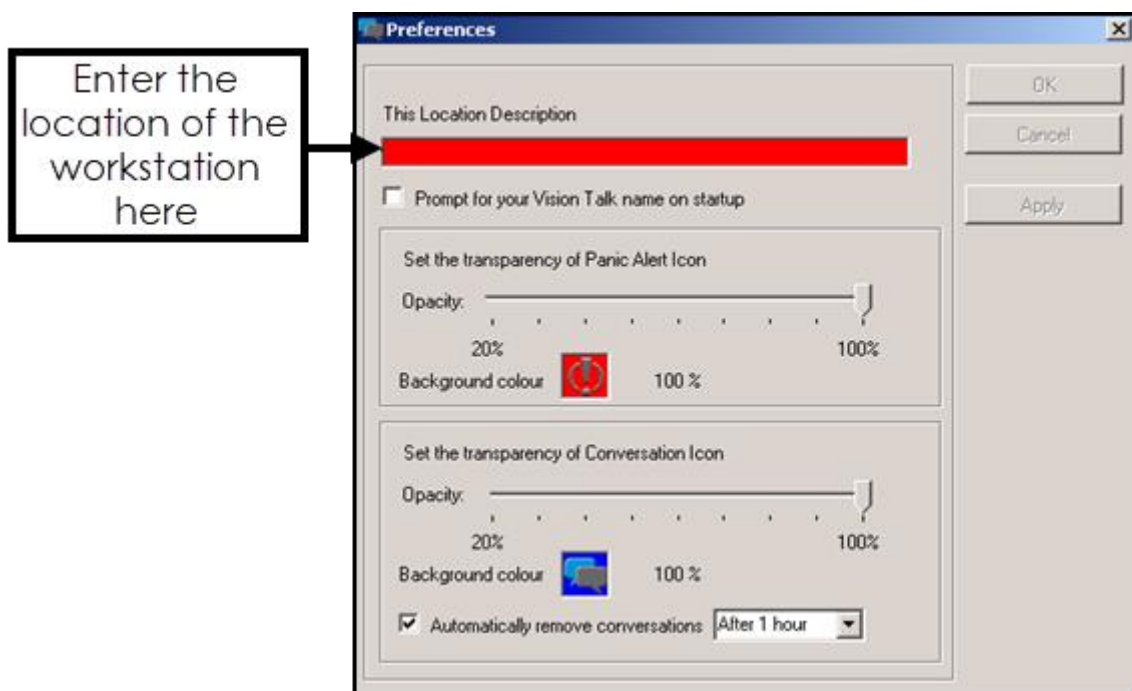 Preferences
Enter the
location of the
workstation
here
This Location Description
Prompt for your Vision Talk name on startup
OK
Cancel
Apply
Set the transparency of Panic Alert Icon
Opacity:
20% 100%
Background colour 100 %
Set the transparency of Conversation Icon
Opacity:
20% 100%
Background colour 100 %
Automatically remove conversations After 1 hour